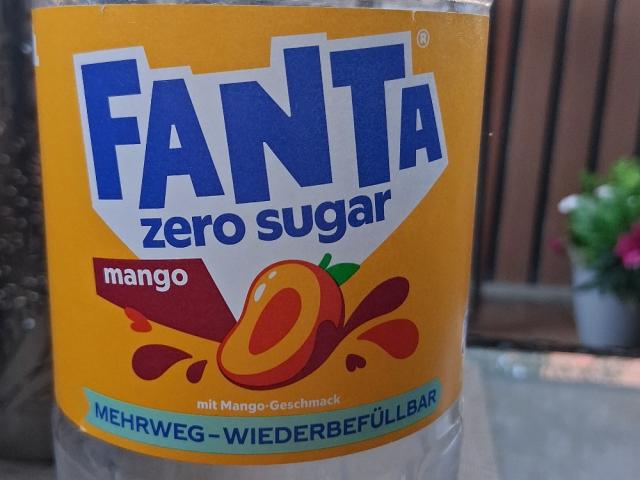 FANTA®
zero sugar
mango
mit Mango-Geschmack
MEHRWEG-WIEDERBEFÜLLBAR